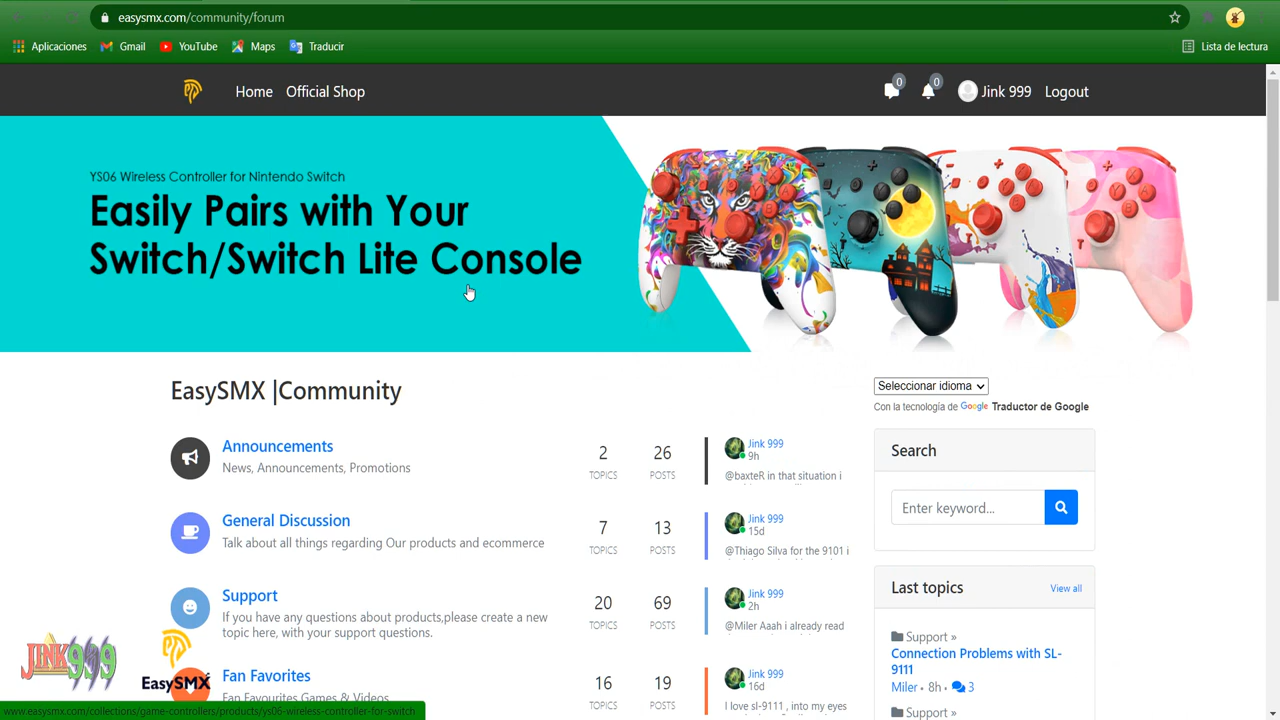 easysmx.com/community/forum
Aplicaciones Gmail YouTube Maps Traducir Lista de lectura
Home Official Shop 0 0 Jink 999 Logout
YS06 Wireless Controller for Nintendo Switch
Easily Pairs with Your
Switch/Switch Lite Console
EasySMX |Community
Seleccionar idioma
Con la tecnología de Google Traductor de Google
Announcements
News, Announcements, Promotions
2 TOPICS
26 POSTS
Jink 999
9h
@baxteR in that situation i
General Discussion
Talk about all things regarding Our products and ecommerce
7 TOPICS
13 POSTS
Jink 999
15d
@Thiago Silva for the 9101 i
Support
If you have any questions about products,please create a new
topic here, with your support questions.
20 TOPICS
69 POSTS
Jink 999
2h
@Miler Aaah i already read
Fan Favorites
Fan Favourites Games & Videos
16 TOPICS
19 POSTS
Jink 999
16d
I love sl-9111 , into my eyes
Search
Enter keyword...
Last topics View all
Support »
Connection Problems with SL-
9111
Miler • 8h • 3
Support »
JINK999
EasySMX
www.easysmx.com/collections/game-controllers/products/ys06-wireless-controller-for-switch